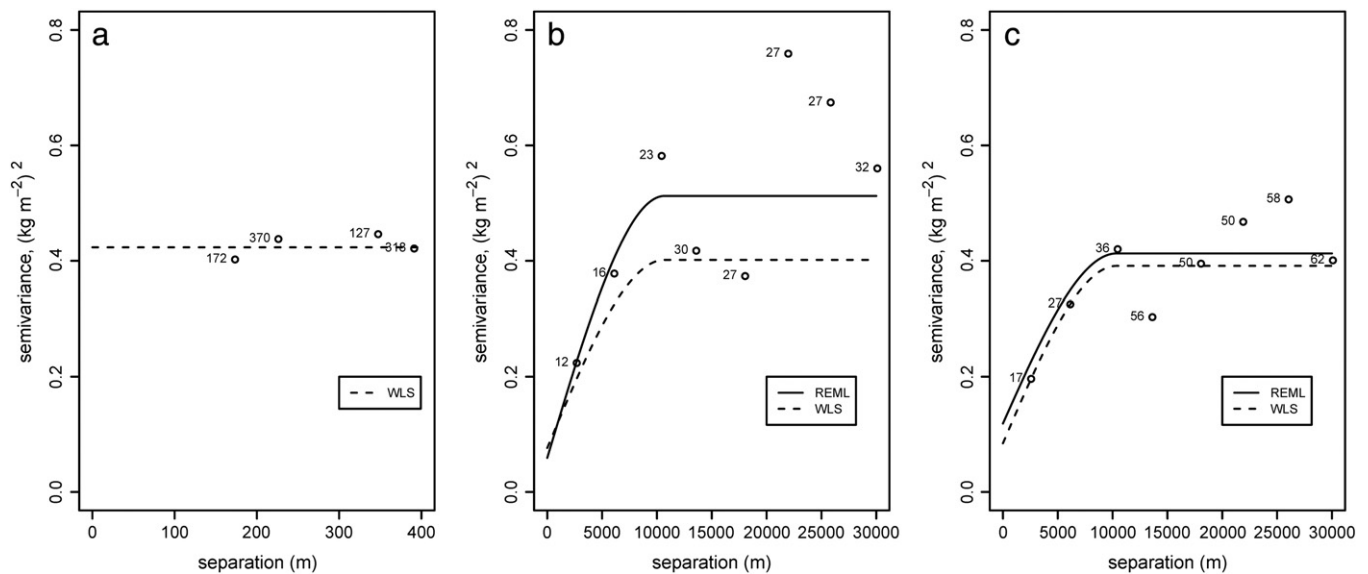 a
semivariance, (kg m−2) 2
0.0 0.2 0.4 0.6 0.8
172
370
127
318
WLS
0 100 200 300 400
separation (m)
b
semivariance, (kg m−2) 2
0.0 0.2 0.4 0.6 0.8
12
16
23
30
27
27
27
32
REML
WLS
0 5000 10000 15000 20000 25000 30000
separation (m)
c
semivariance, (kg m−2) 2
0.0 0.2 0.4 0.6 0.8
17
27
36
56
50
50
58
62
REML
WLS
0 5000 10000 15000 20000 25000 30000
separation (m)